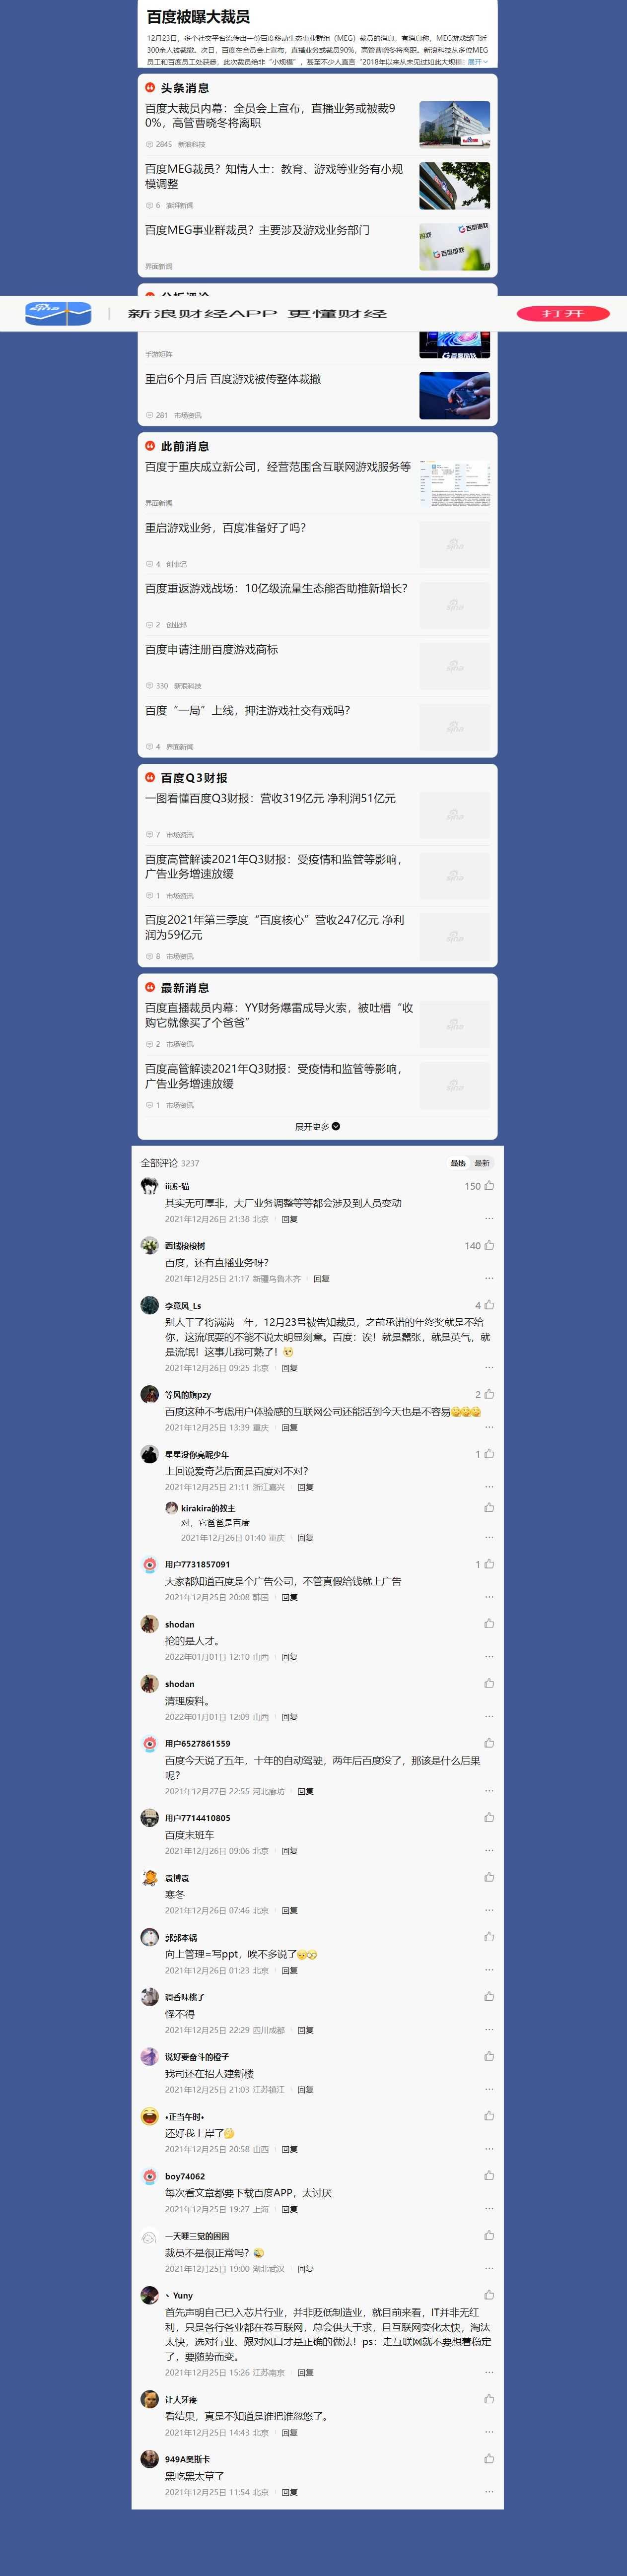 百度被曝大裁员
12月23日，多个社交平台流传出一份百度移动生态事业群组（MEG）裁员的消息，有消息称，MEG游戏部门近
300余人被裁撤。次日，百度在全员会上宣布，直播业务或被裁90%，高管曹晓冬将离职。新浪科技从多位MEG
员工和百度员工处获悉，此次裁员绝非“小规模”，甚至不少人直言“2018年以来从未见过如此大规模
展开
头条消息
百度大裁员内幕：全员会上宣布，直播业务或被裁9
0%，高管曹晓冬将离职
2845 新浪科技
百度MEG裁员？知情人士：教育、游戏等业务有小规
模调整
6 澎湃新闻
百度MEG事业群裁员？主要涉及游戏业务部门
百度游戏
界面新闻
新浪财经APP 更懂财经
打开
手游矩阵
重启6个月后 百度游戏被传整体裁撤
281 市场资讯
此前消息
百度于重庆成立新公司，经营范围含互联网游戏服务等
界面新闻
重启游戏业务，百度准备好了吗？
4 创事记
百度重返游戏战场：10亿级流量生态能否助推新增长？
2 创业邦
百度申请注册百度游戏商标
330 新浪科技
百度“一局”上线，押注游戏社交有戏吗？
4 界面新闻
百度Q3财报
一图看懂百度Q3财报：营收319亿元 净利润51亿元
7 市场资讯
百度高管解读2021年Q3财报：受疫情和监管等影响，
广告业务增速放缓
1 市场资讯
百度2021年第三季度“百度核心”营收247亿元 净利
润为59亿元
8 市场资讯
最新消息
百度直播裁员内幕：YY财务爆雷成导火索，被吐槽“收
购它就像买了个爸爸”
2 市场资讯
百度高管解读2021年Q3财报：受疫情和监管等影响，
广告业务增速放缓
1 市场资讯
展开更多
全部评论 3237
最热 最新
ii熊-猫 150
其实无可厚非，大厂业务调整等等都会涉及到人员变动
2021年12月26日 21:38 北京 回复
西域梭梭树 140
百度，还有直播业务呀？
2021年12月25日 21:17 新疆乌鲁木齐 回复
李意风_Ls 4
别人干了将满满一年，12月23号被告知裁员，之前承诺的年终奖就是不给
你，这流氓耍的不能不说太明显刻意。百度：诶！就是嚣张，就是英气，就
是流氓！这事儿我可熟了！
2021年12月26日 09:25 北京 回复
等风的旗pzy 2
百度这种不考虑用户体验感的互联网公司还能活到今天也是不容易
2021年12月25日 13:39 重庆 回复
星星没你亮呢少年 1
上回说爱奇艺后面是百度对不对？
2021年12月25日 21:11 浙江嘉兴 回复
kirakira的教主
对，它爸爸是百度
2021年12月26日 01:40 重庆 回复
用户7731857091 1
大家都知道百度是个广告公司，不管真假给钱就上广告
2021年12月25日 20:08 韩国 回复
shodan
抢的是人才。
2022年01月01日 12:10 山西 回复
shodan
清理废料。
2022年01月01日 12:09 山西 回复
用户6527861559
百度今天说了五年，十年的自动驾驶，两年后百度没了，那该是什么后果
呢？
2021年12月27日 22:55 河北廊坊 回复
用户7714410805
百度末班车
2021年12月26日 09:06 北京 回复
袁博袁
寒冬
2021年12月26日 07:46 北京 回复
郭郭本锅
向上管理=写ppt，唉不多说了
2021年12月26日 01:23 北京 回复
调香味桃子
怪不得
2021年12月25日 22:29 四川成都 回复
说好要奋斗的橙子
我司还在招人建新楼
2021年12月25日 21:03 江苏镇江 回复
•正当午时•
还好我上岸了
2021年12月25日 20:58 山西 回复
boy74062
每次看文章都要下载百度APP，太讨厌
2021年12月25日 19:27 上海 回复
一天睡三觉的困困
裁员不是很正常吗？
2021年12月25日 19:00 湖北武汉 回复
丶Yuny
首先声明自己已入芯片行业，并非贬低制造业，就目前来看，IT并非无红
利，只是各行各业都在卷互联网，总会供大于求，且互联网变化太快，淘汰
太快，选对行业、跟对风口才是正确的做法！ps：走互联网就不要想着稳定
了，要随势而变。
2021年12月25日 15:26 江苏南京 回复
让人牙疼
看结果，真是不知道是谁把谁忽悠了。
2021年12月25日 14:43 北京 回复
949A奥斯卡
黑吃黑太草了
2021年12月25日 11:54 北京 回复